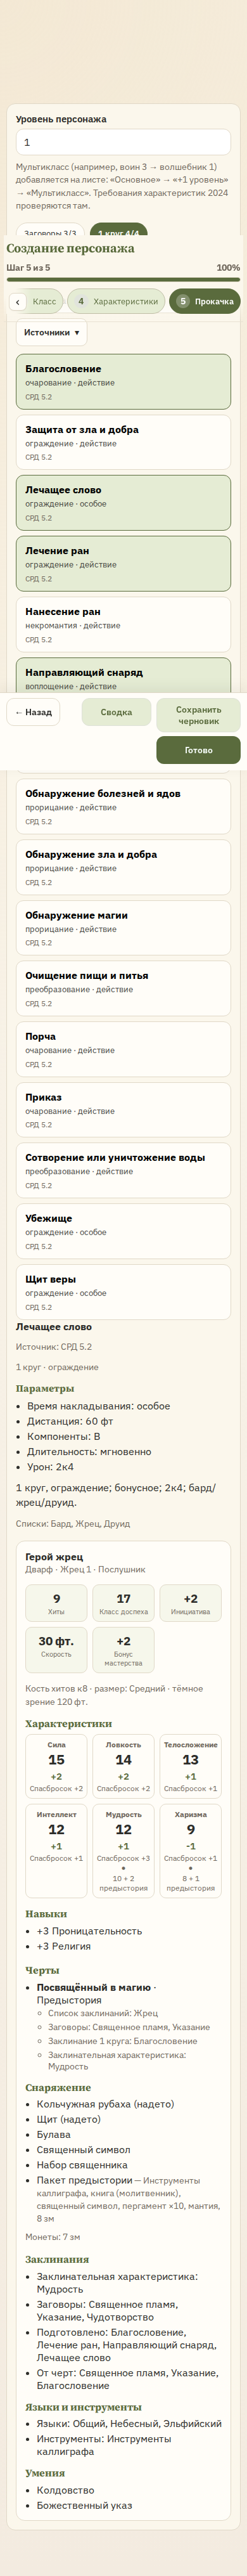 Уровень персонажа
1
Мультикласс (например, воин 3 → волшебник 1)
добавляется на листе: «Основное» → «+1 уровень»
→ «Мультикласс». Требования характеристик 2024
проверяются там.
Заговоры 3/3
1 круг 4/4
Создание персонажа
Шаг 5 из 5
100%
‹
Класс
4 Характеристики
5 Прокачка
Источники ▾
Благословение
очарование · действие
СРД 5.2
Защита от зла и добра
ограждение · действие
СРД 5.2
Лечащее слово
ограждение · особое
СРД 5.2
Лечение ран
ограждение · действие
СРД 5.2
Нанесение ран
некромантия · действие
СРД 5.2
Направляющий снаряд
воплощение · действие
← Назад
Сводка
Сохранить
черновик
Готово
Обнаружение болезней и ядов
прорицание · действие
СРД 5.2
Обнаружение зла и добра
прорицание · действие
СРД 5.2
Обнаружение магии
прорицание · действие
СРД 5.2
Очищение пищи и питья
преобразование · действие
СРД 5.2
Порча
очарование · действие
СРД 5.2
Приказ
очарование · действие
СРД 5.2
Сотворение или уничтожение воды
преобразование · действие
СРД 5.2
Убежище
ограждение · особое
СРД 5.2
Щит веры
ограждение · особое
СРД 5.2
Лечащее слово
Источник: СРД 5.2
1 круг · ограждение
Параметры
• Время накладывания: особое
• Дистанция: 60 фт
• Компоненты: В
• Длительность: мгновенно
• Урон: 2к4
1 круг, ограждение; бонусное; 2к4; бард/
жрец/друид.
Списки: Бард, Жрец, Друид
Герой жрец
Дварф · Жрец 1 · Послушник
9
Хиты
17
Класс доспеха
+2
Инициатива
30 фт.
Скорость
+2
Бонус
мастерства
Кость хитов к8 · размер: Средний · тёмное
зрение 120 фт.
Характеристики
Сила
15
+2
Спасбросок +2
Ловкость
14
+2
Спасбросок +2
Телосложение
13
+1
Спасбросок +1
Интеллект
12
+1
Спасбросок +1
Мудрость
12
+1
Спасбросок +3
•
10 + 2
предыстория
Харизма
9
-1
Спасбросок +1
•
8 + 1
предыстория
Навыки
• +3 Проницательность
• +3 Религия
Черты
• Посвящённый в магию ·
Предыстория
◦ Список заклинаний: Жрец
◦ Заговоры: Священное пламя, Указание
◦ Заклинание 1 круга: Благословение
◦ Заклинательная характеристика:
Мудрость
Снаряжение
• Кольчужная рубаха (надето)
• Щит (надето)
• Булава
• Священный символ
• Набор священника
• Пакет предыстории — Инструменты
каллиграфа, книга (молитвенник),
священный символ, пергамент ×10, мантия,
8 зм
Монеты: 7 зм
Заклинания
• Заклинательная характеристика:
Мудрость
• Заговоры: Священное пламя,
Указание, Чудотворство
• Подготовлено: Благословение,
Лечение ран, Направляющий снаряд,
Лечащее слово
• От черт: Священное пламя, Указание,
Благословение
Языки и инструменты
• Языки: Общий, Небесный, Эльфийский
• Инструменты: Инструменты
каллиграфа
Умения
• Колдовство
• Божественный указ